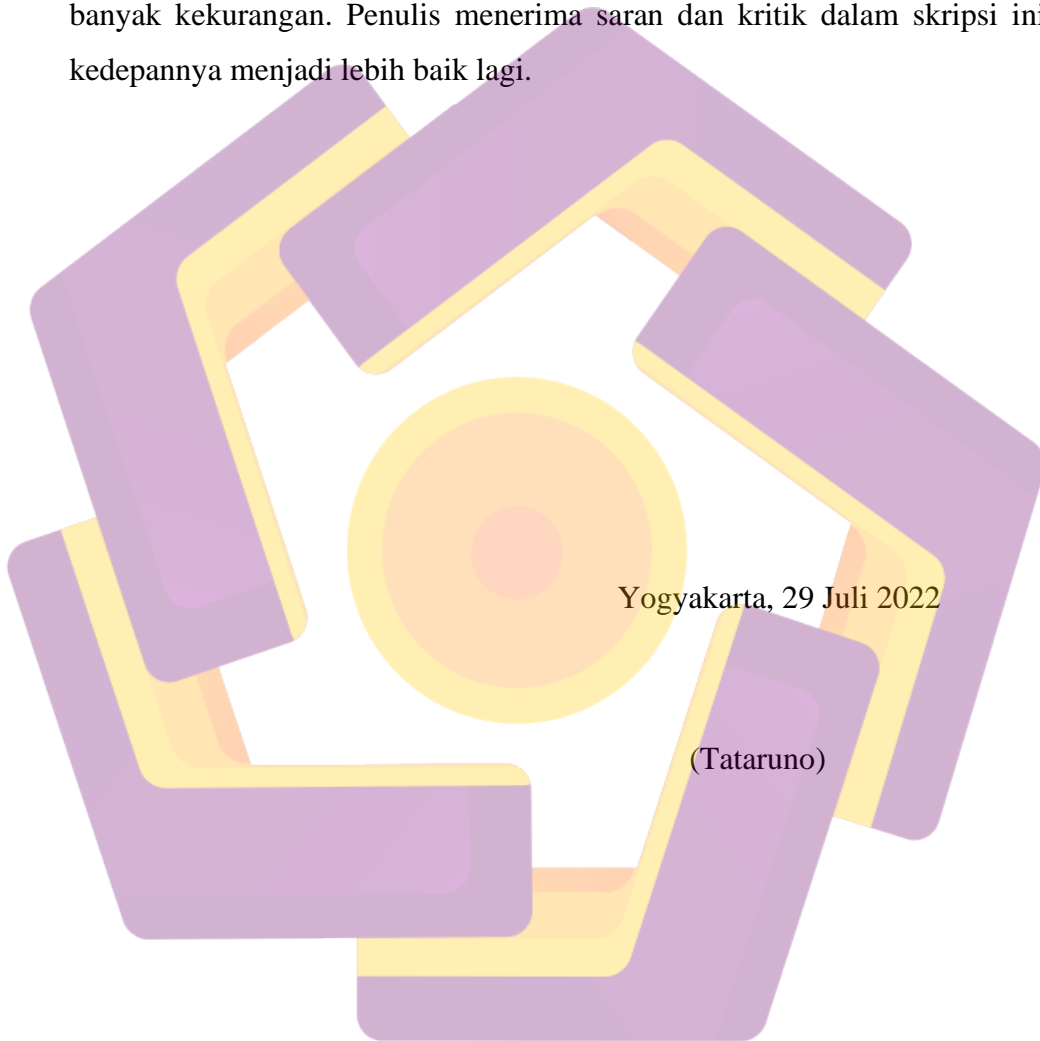 banyak kekurangan. Penulis menerima saran dan kritik dalam skripsi ini
kedepannya menjadi lebih baik lagi.
Yogyakarta, 29 Juli 2022
(Tataruno)